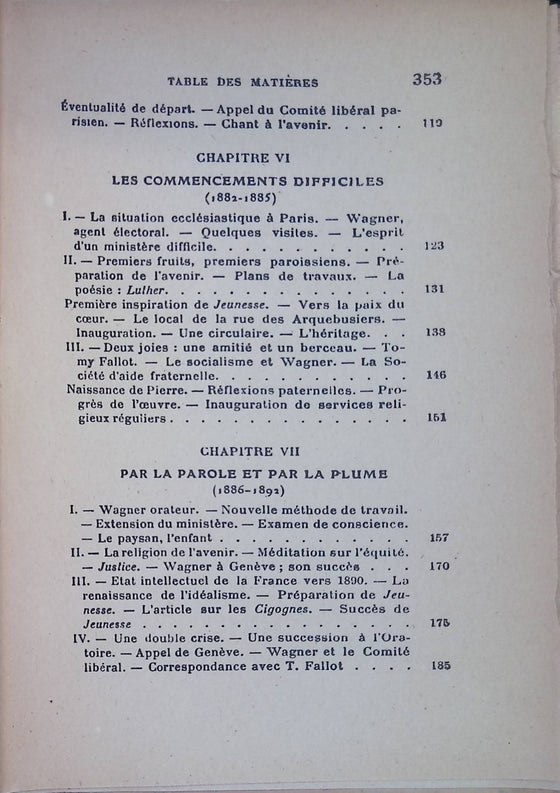 TABLE DES MATIÈRES 353
Éventualité de départ. — Appel du Comité libéral pa-
risien. — Réflexions. — Chant à l'avenir. . . . . 119
CHAPITRE VI
LES COMMENCEMENTS DIFFICILES
(1882-1885)
I. — La situation ecclésiastique à Paris. — Wagner,
agent électoral. — Quelques visites. — L'esprit
d'un ministère difficile. . . . . . . . . . . . 123
II. — Premiers fruits, premiers paroissiens. — Pré-
paration de l'avenir. — Plans de travaux. — La
poésie : Luther. . . . . . . . . . . . . . . 131
Première inspiration de Jeunesse. — Vers la paix du
cœur. — Le local de la rue des Arquebusiers. —
Inauguration. — Une circulaire. — L'héritage. . . 138
III. — Deux joies : une amitié et un berceau. — To-
my Fallot. — Le socialisme et Wagner. — La So-
ciété d'aide fraternelle. . . . . . . . . . . . 146
Naissance de Pierre. — Réflexions paternelles. — Pro-
grès de l'œuvre. — Inauguration de services reli-
gieux réguliers . . . . . . . . . . . . . . . 151
CHAPITRE VII
PAR LA PAROLE ET PAR LA PLUME
(1886-1892)
I. — Wagner orateur. — Nouvelle méthode de travail.
— Extension du ministère. — Examen de conscience.
— Le paysan, l'enfant . . . . . . . . . . . . 157
II. — La religion de l'avenir. — Méditation sur l'équité.
— Justice. — Wagner à Genève ; son succès . . . 170
III. — Etat intellectuel de la France vers 1890. — La
renaissance de l'idéalisme. — Préparation de Jeu-
nesse. — L'article sur les Cigognes. — Succès de
Jeunesse . . . . . . . . . . . . . . . . . . 175
IV. — Une double crise. — Une succession à l'Ora-
toire. — Appel de Genève. — Wagner et le Comité
libéral. — Correspondance avec T. Fallot . . . . 185